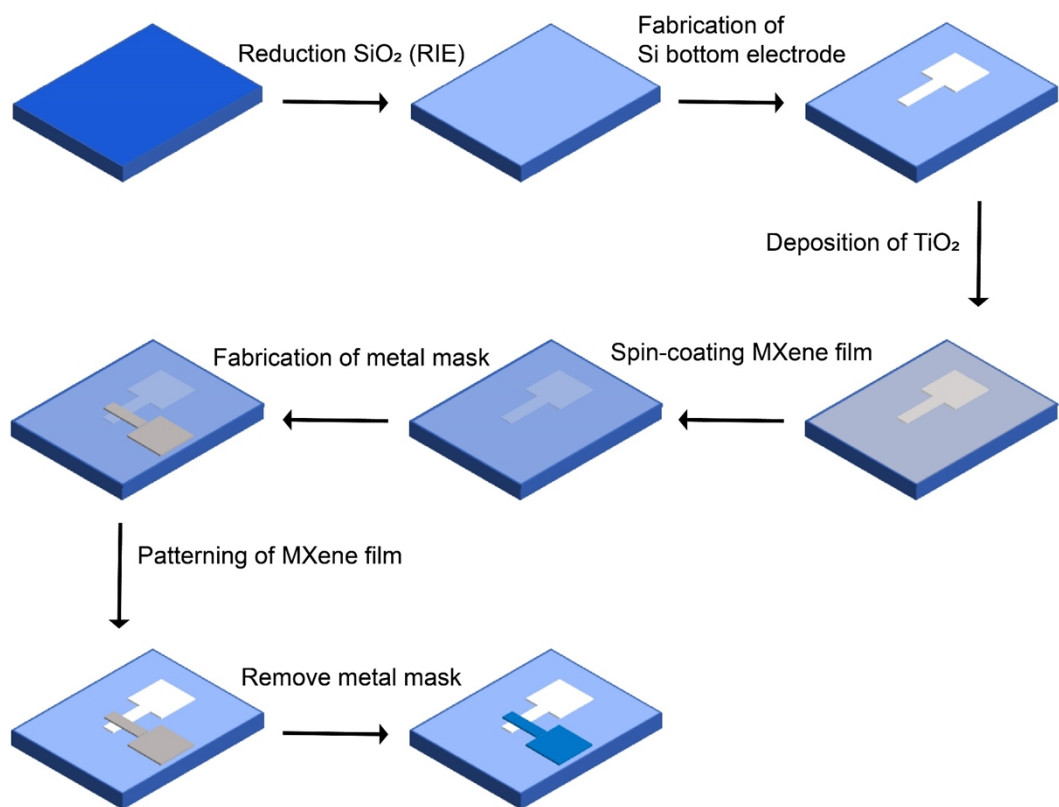 Reduction SiO₂ (RIE)
Fabrication of
Si bottom electrode
Deposition of TiO₂
Spin-coating MXene film
Fabrication of metal mask
Patterning of MXene film
Remove metal mask